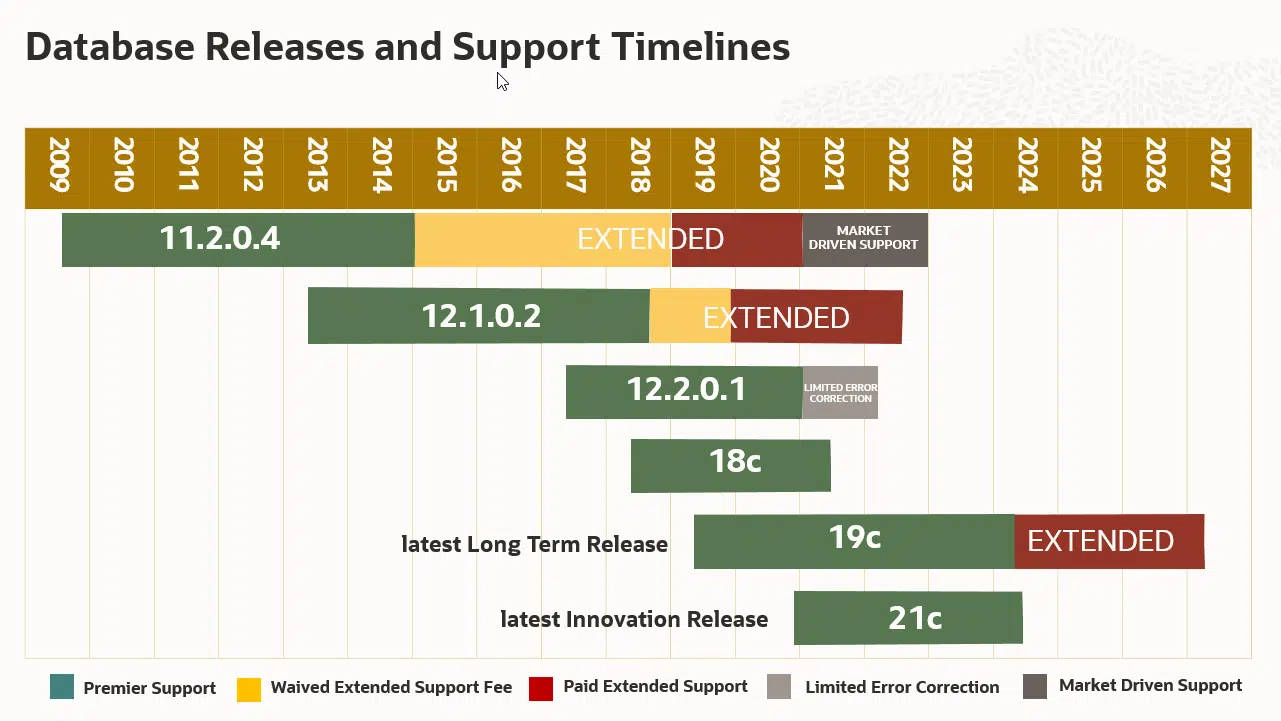 Database Releases and Support Timelines
2009 2010 2011 2012 2013 2014 2015 2016 2017 2018 2019 2020 2021 2022 2023 2024 2025 2026 2027
11.2.0.4 EXTENDED MARKET
DRIVEN SUPPORT
12.1.0.2 EXTENDED
12.2.0.1 LIMITED ERROR
CORRECTION
18c
latest Long Term Release 19c EXTENDED
latest Innovation Release 21c
Premier Support Waived Extended Support Fee Paid Extended Support Limited Error Correction Market Driven Support